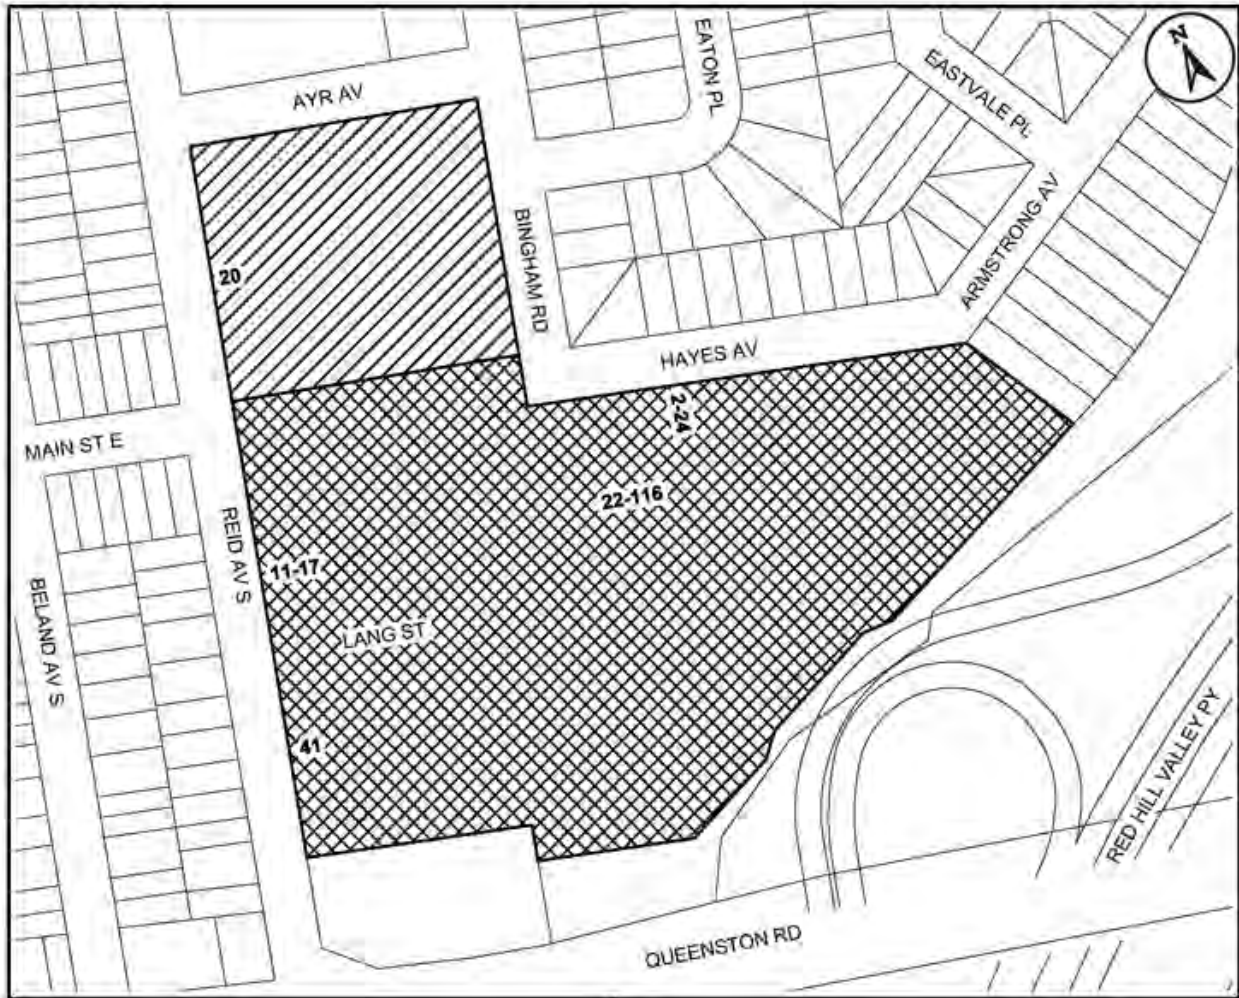 N
EATON PL
EASTVALE PL
AYR AV
ARMSTRONG AV
BINGHAM RD
20
HAYES AV
2-24
MAIN ST E
22-116
REID AV S
11-17
BELAND AV S
LANG ST
41
RED HILL VALLEY PY
QUEENSTON RD